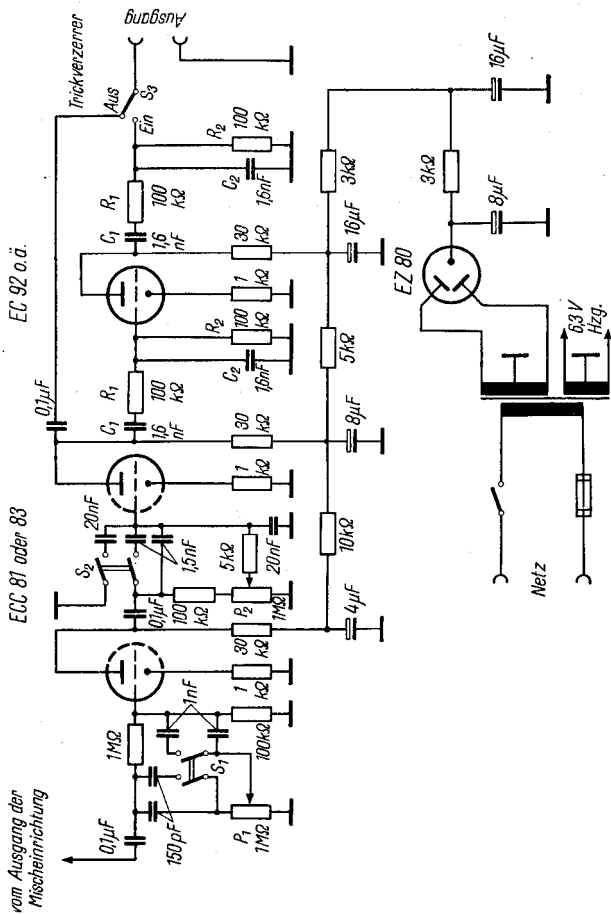 vom Ausgang der
Mischeinrichtung
ECC 81 oder 83
EC 92 o.ä.
Trickverzerrer
Ausgang
0,1µF
1MΩ
150 pF
P1
1MΩ
S1
1nF
100kΩ
1
kΩ
30
kΩ
0,1µF
S2
20nF
1,5nF
100
kΩ
P2
1MΩ
5kΩ
20nF
1
kΩ
30
kΩ
0,1µF
C1
1,6
nF
R1
100
kΩ
C2
1,6nF
R2
100
kΩ
1
kΩ
30
kΩ
C1
1,6
nF
R1
100
kΩ
C2
1,6nF
R2
100
kΩ
Aus
Ein
S3
4µF
10kΩ
8µF
5kΩ
16µF
3kΩ
Netz
6,3 V
Hzg.
EZ 80
8µF
3kΩ
16µF